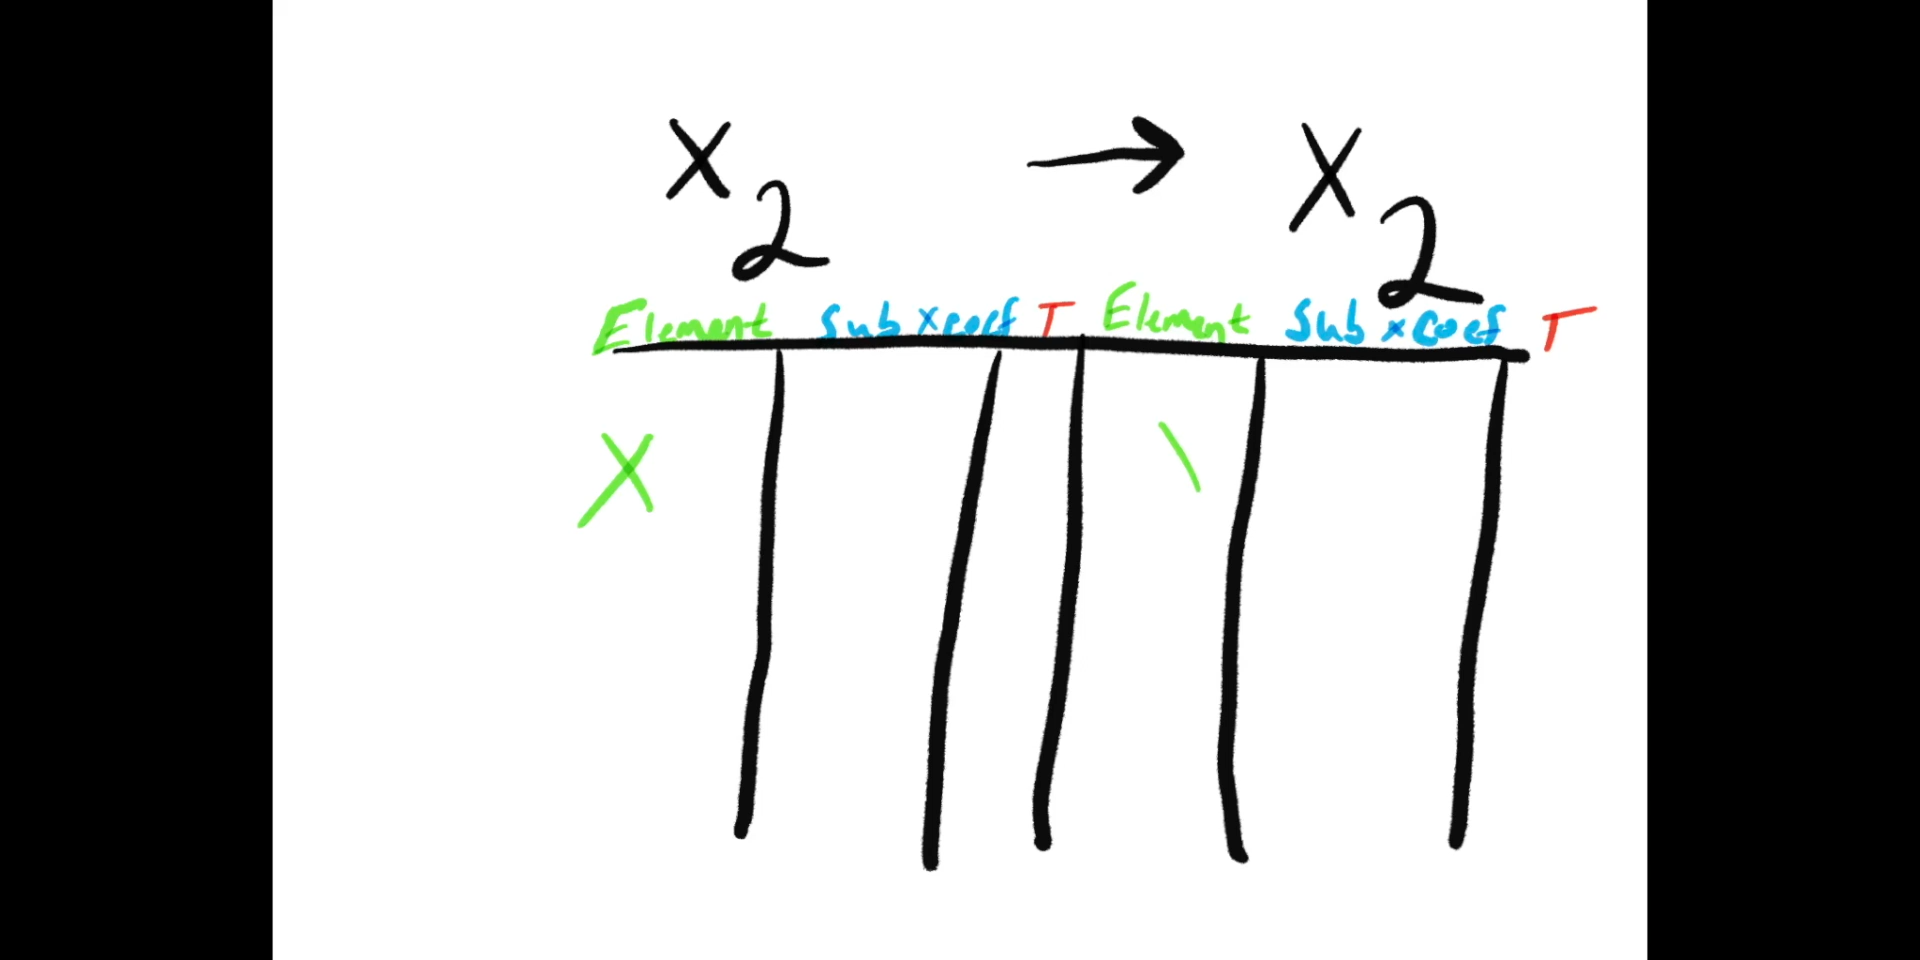 X₂ → X₂
Element Sub x coef T Element Sub x coef T
X \